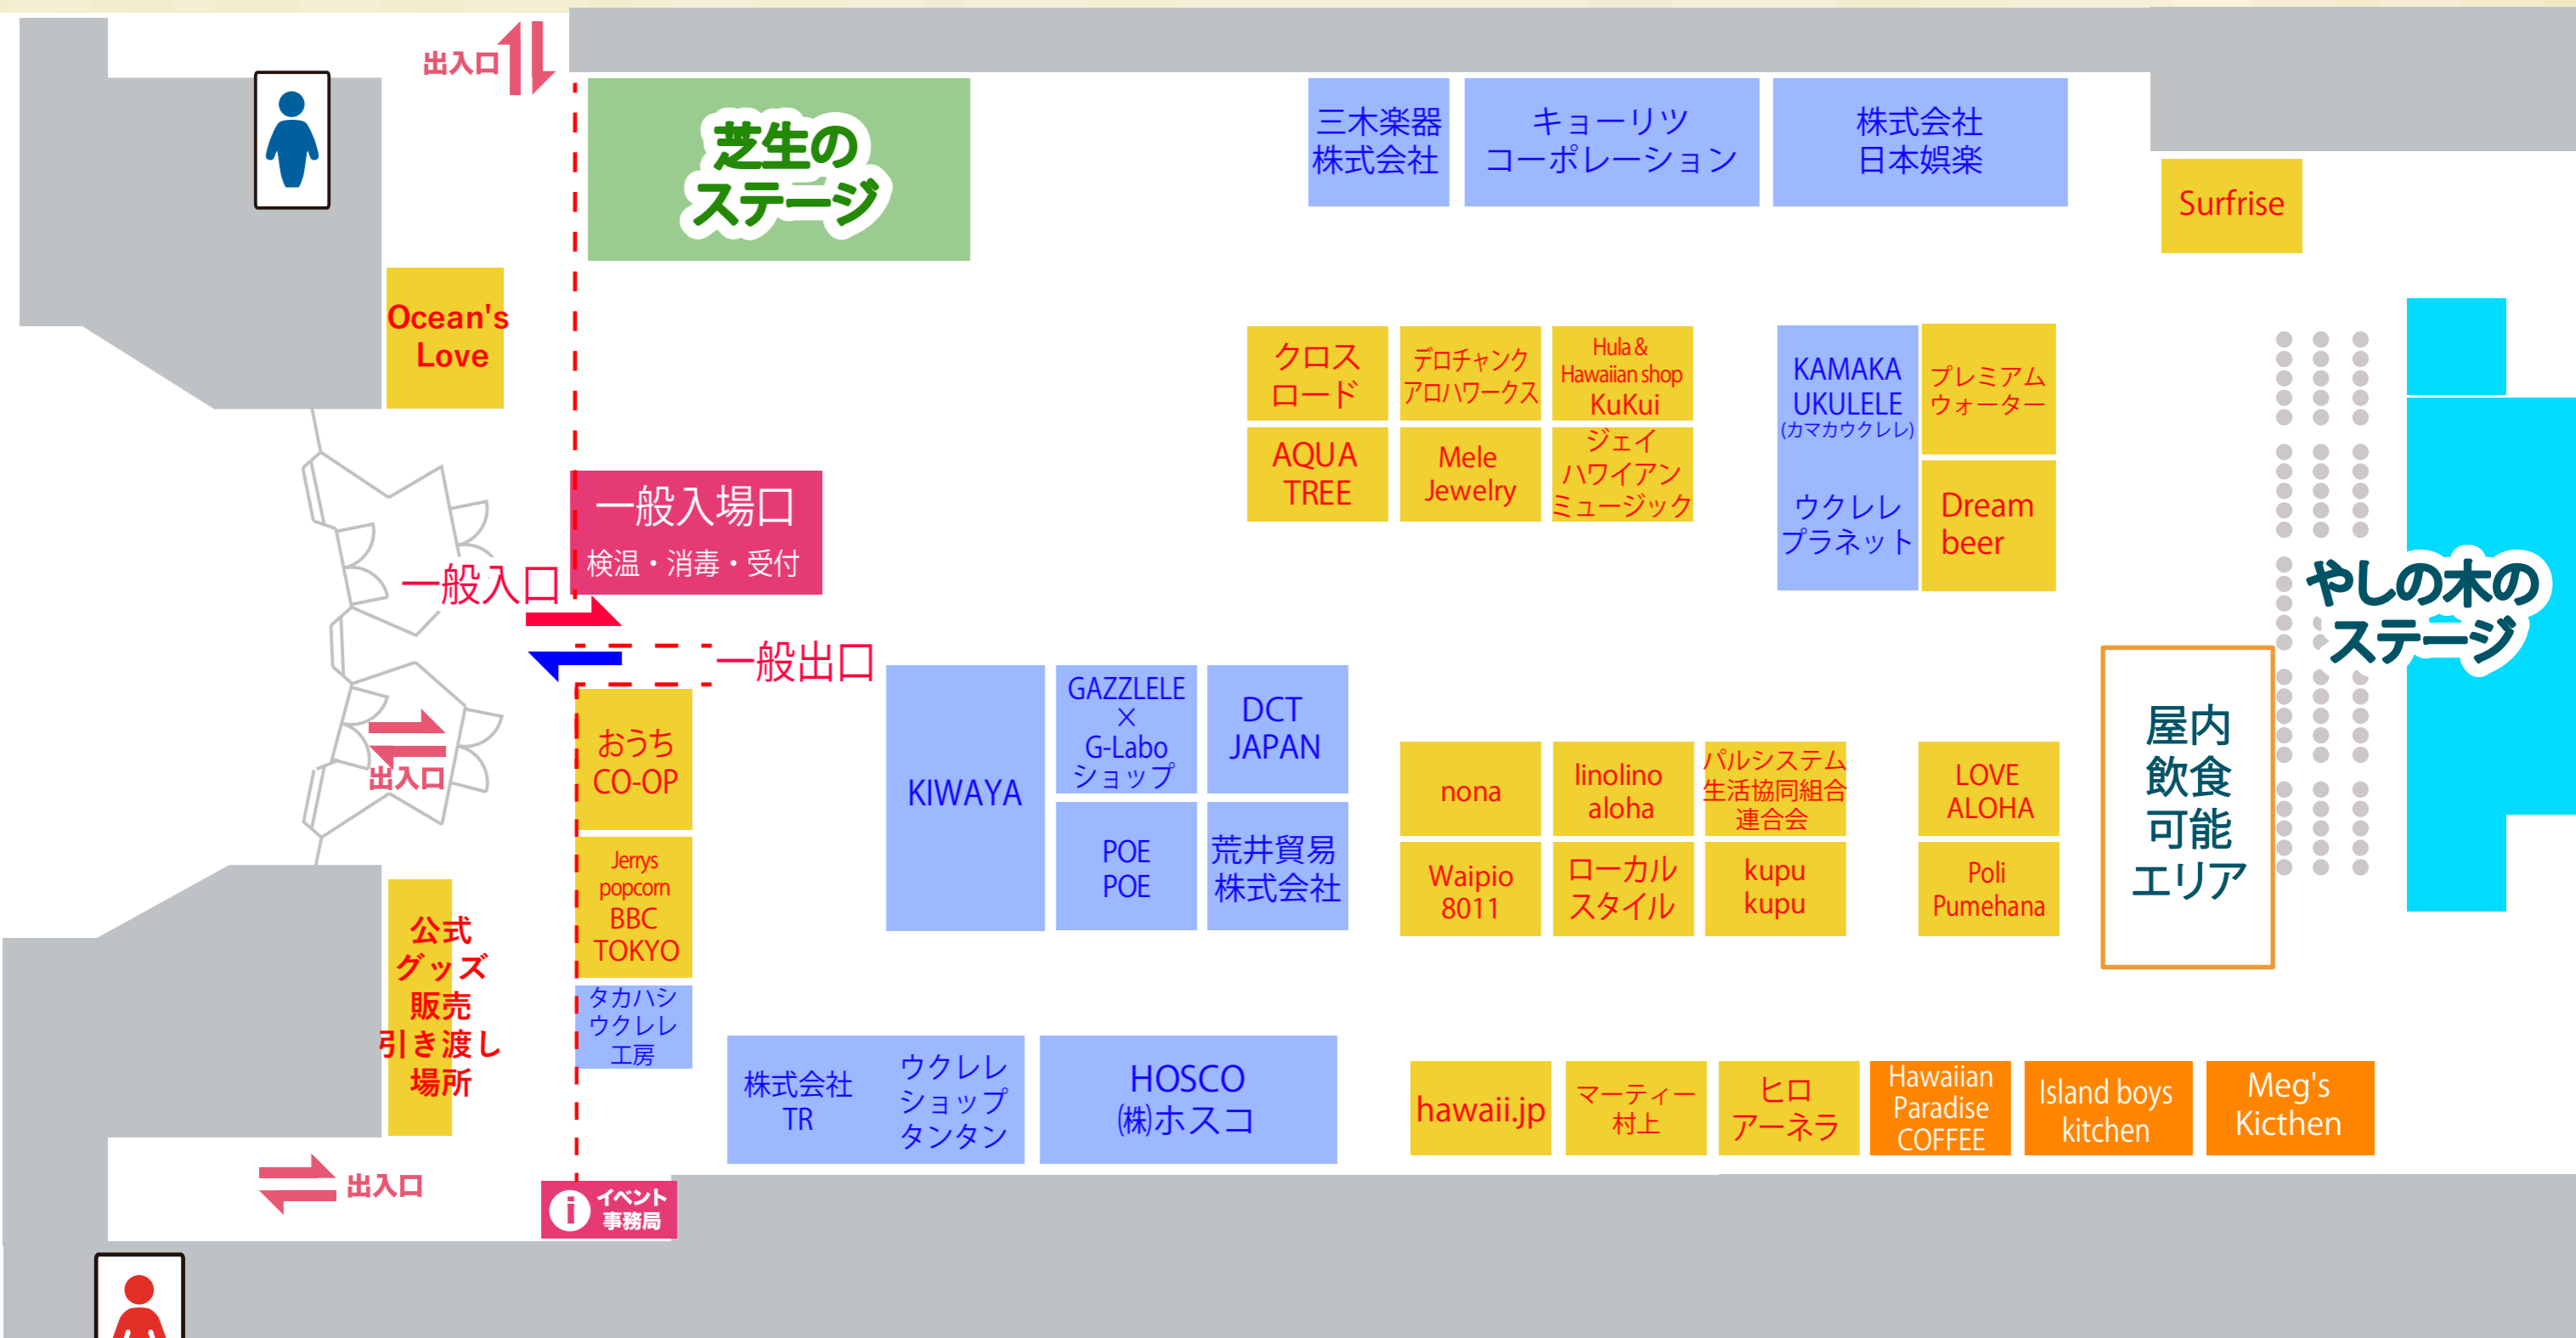 出入口
芝生の
ステージ
三木楽器
株式会社
キョーリツ
コーポレーション
株式会社
日本娯楽
Surfrise
Ocean's
Love
クロス
ロード
デロチャンク
アロハワークス
Hula &
Hawaiian shop
KuKui
KAMAKA
UKULELE
(カマカウクレレ)
プレミアム
ウォーター
AQUA
TREE
Mele
Jewelry
ジェイ
ハワイアン
ミュージック
ウクレレ
プラネット
Dream
beer
一般入場口
検温・消毒・受付
一般入口
一般出口
やしの木の
ステージ
おうち
CO-OP
出入口
KIWAYA
GAZZLELE
×
G-Labo
ショップ
DCT
JAPAN
nona
linolino
aloha
パルシステム
生活協同組合
連合会
LOVE
ALOHA
屋内
飲食
可能
エリア
Jerrys
popcorn
BBC
TOKYO
POE
POE
荒井貿易
株式会社
Waipio
8011
ローカル
スタイル
kupu
kupu
Poli
Pumehana
公式
グッズ
販売
引き渡し
場所
タカハシ
ウクレレ
工房
株式会社
TR
ウクレレ
ショップ
タンタン
HOSCO
㈱ホスコ
hawaii.jp
マーティー
村上
ヒロ
アーネラ
Hawaiian
Paradise
COFFEE
Island boys
kitchen
Meg's
Kicthen
出入口
i イベント
事務局